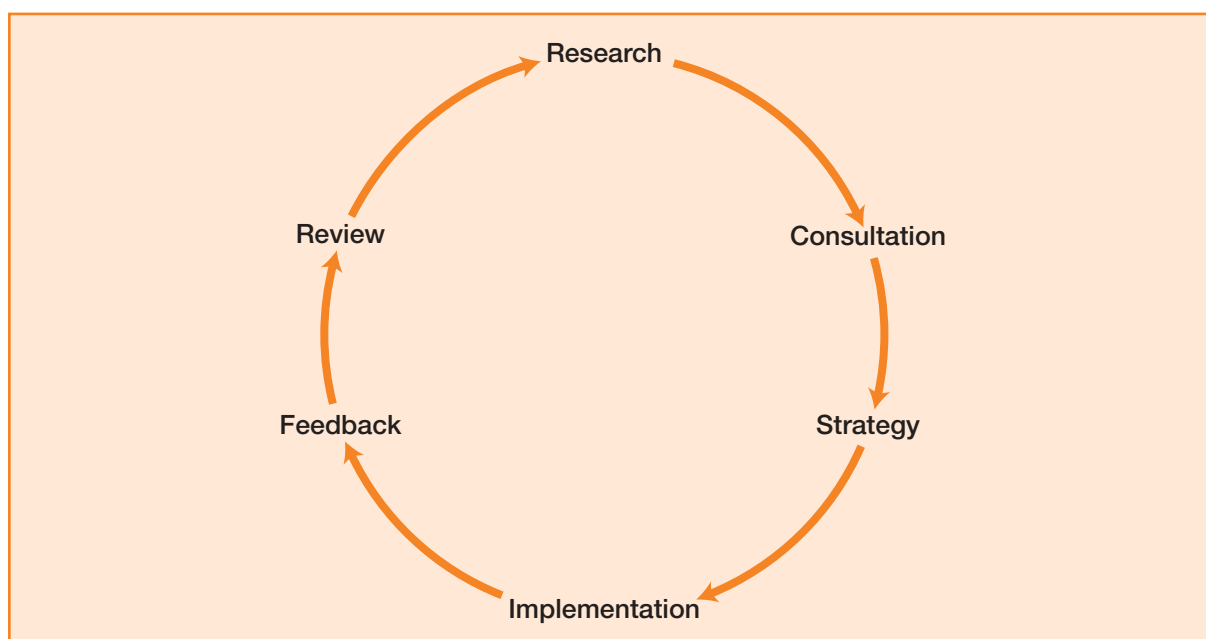 Research
Consultation
Strategy
Implementation
Feedback
Review